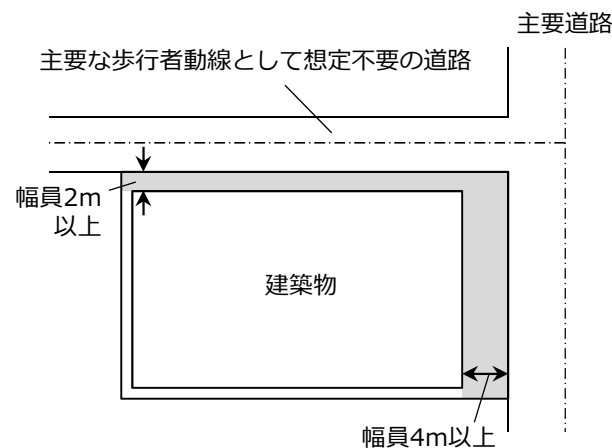 主要道路
主要な歩行者動線として想定不要の道路
幅員2m
以上
建築物
幅員4m以上